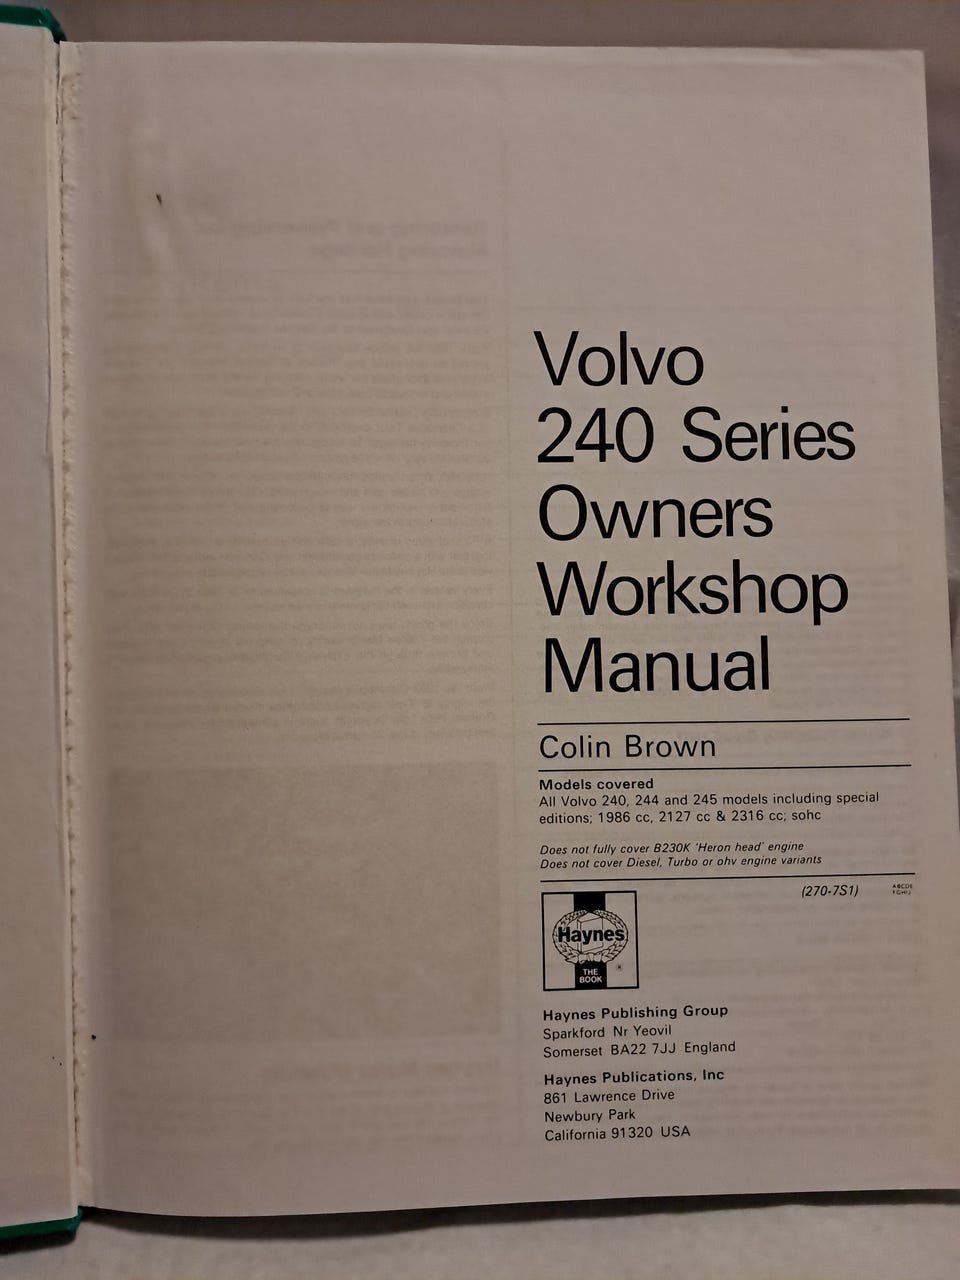 Volvo
240 Series
Owners
Workshop
Manual
Colin Brown
Models covered
All Volvo 240, 244 and 245 models including special
editions; 1986 cc, 2127 cc & 2316 cc; sohc
Does not fully cover B230K 'Heron head' engine
Does not cover Diesel, Turbo or ohv engine variants
(270-7S1)
ABCDE
FGHIJ
Haynes
THE
BOOK
®
Haynes Publishing Group
Sparkford Nr Yeovil
Somerset BA22 7JJ England
Haynes Publications, Inc
861 Lawrence Drive
Newbury Park
California 91320 USA